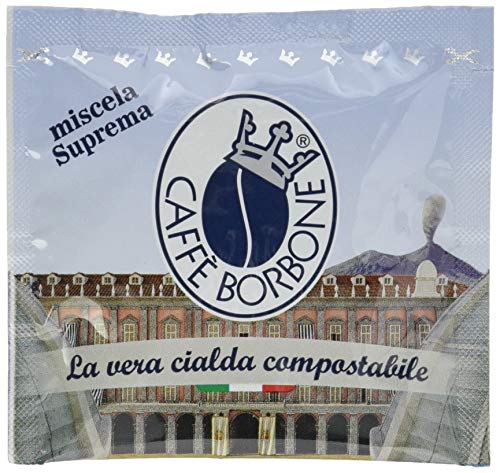 miscela
Suprema
®
CAFFÈ BORBONE
La vera cialda compostabile